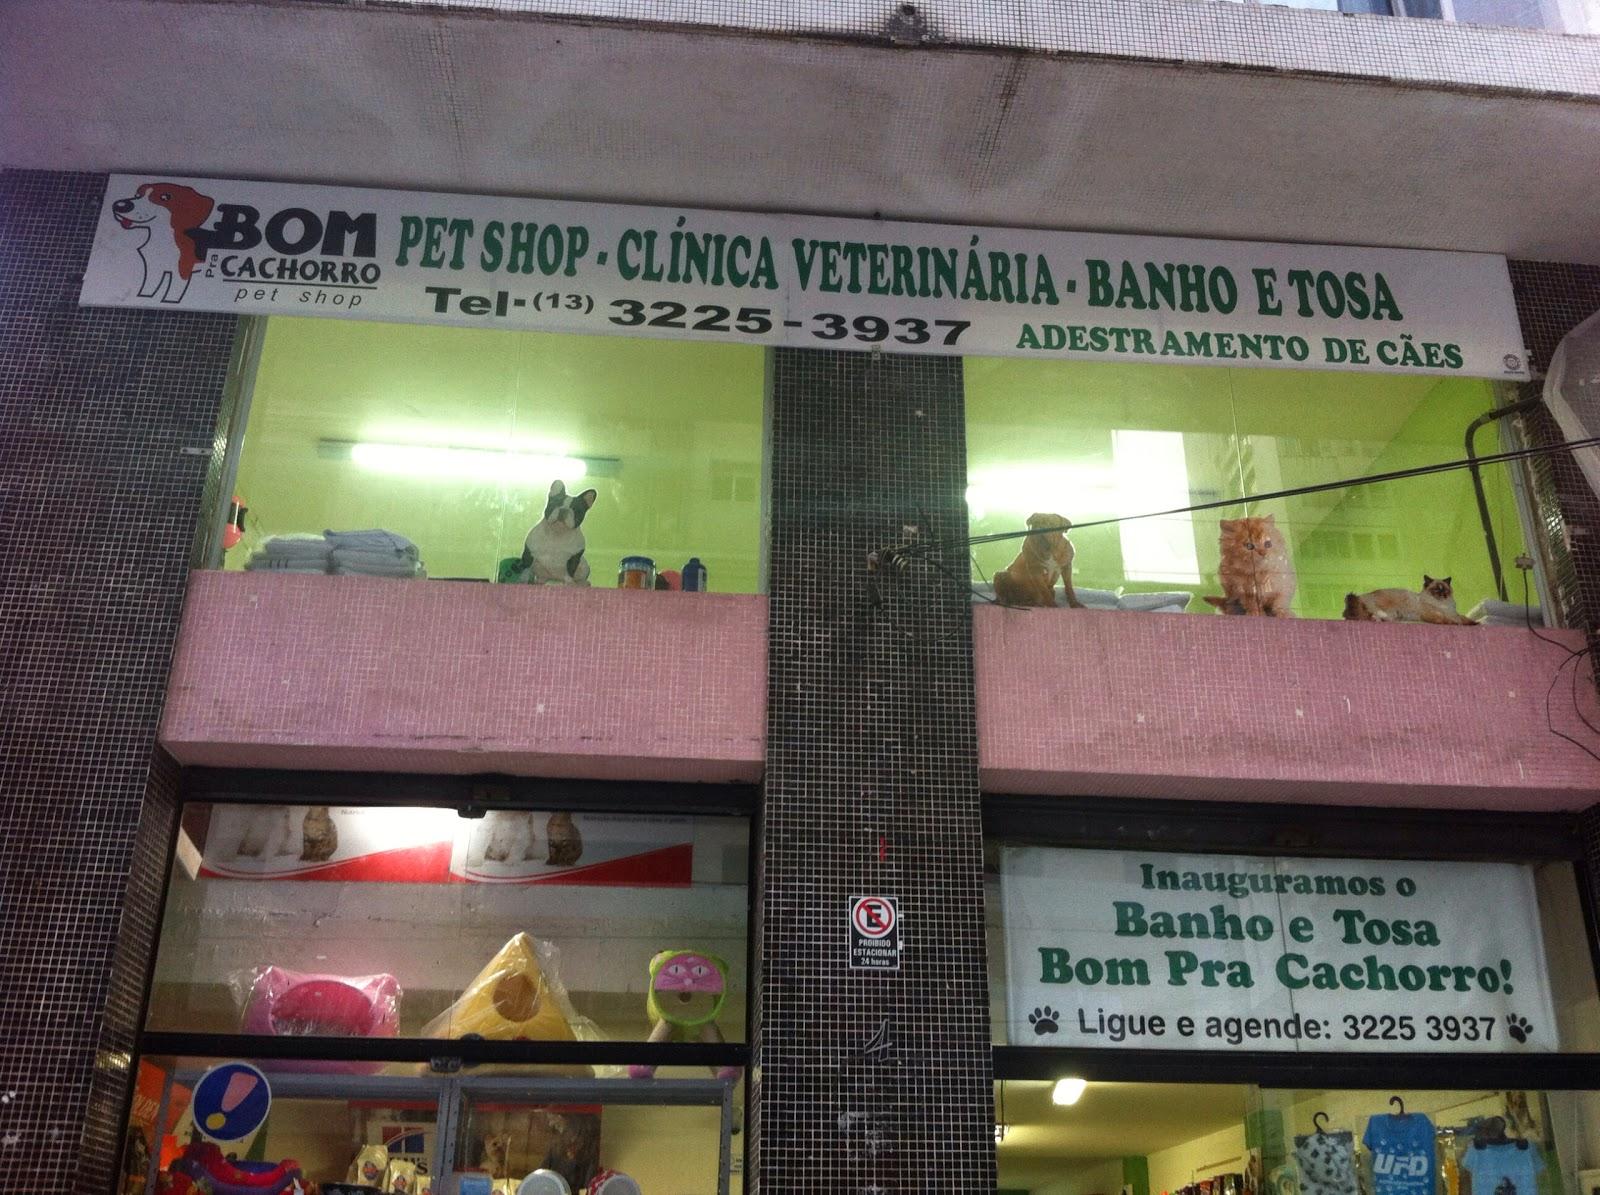 BOM
PRA CACHORRO
pet shop
PET SHOP - CLÍNICA VETERINÁRIA - BANHO E TOSA
Tel-(13) 3225-3937
ADESTRAMENTO DE CÃES
E
PROIBIDO
ESTACIONAR
24 horas
Inauguramos o
Banho e Tosa
Bom Pra Cachorro!
Ligue e agende: 3225 3937
UFD